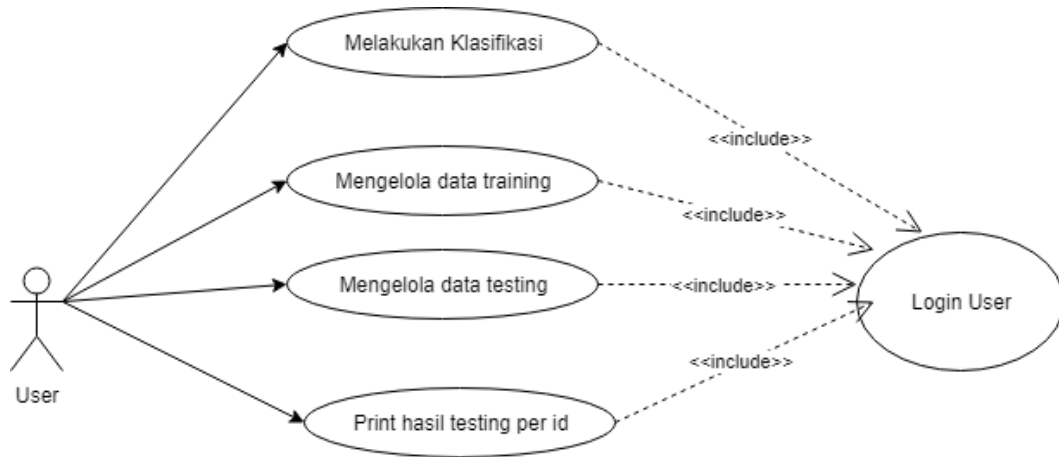 Melakukan Klasifikasi
<<include>>
Mengelola data training
<<include>>
Mengelola data testing
<<include>>
Login User
<<include>>
User
Print hasil testing per id